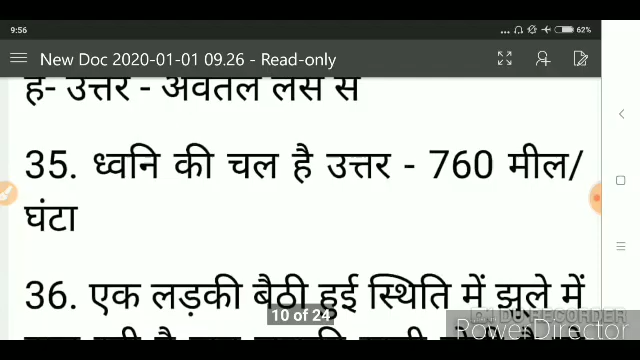 9:56
... 62%
New Doc 2020-01-01 09.26 - Read-only
है- उत्तर - अवतल लेंस से
35. ध्वनि की चल है उत्तर - 760 मील/
घंटा
36. एक लड़की बैठी हुई स्थिति में झूले में
10 of 24
DU RECORDER
PowerDirector